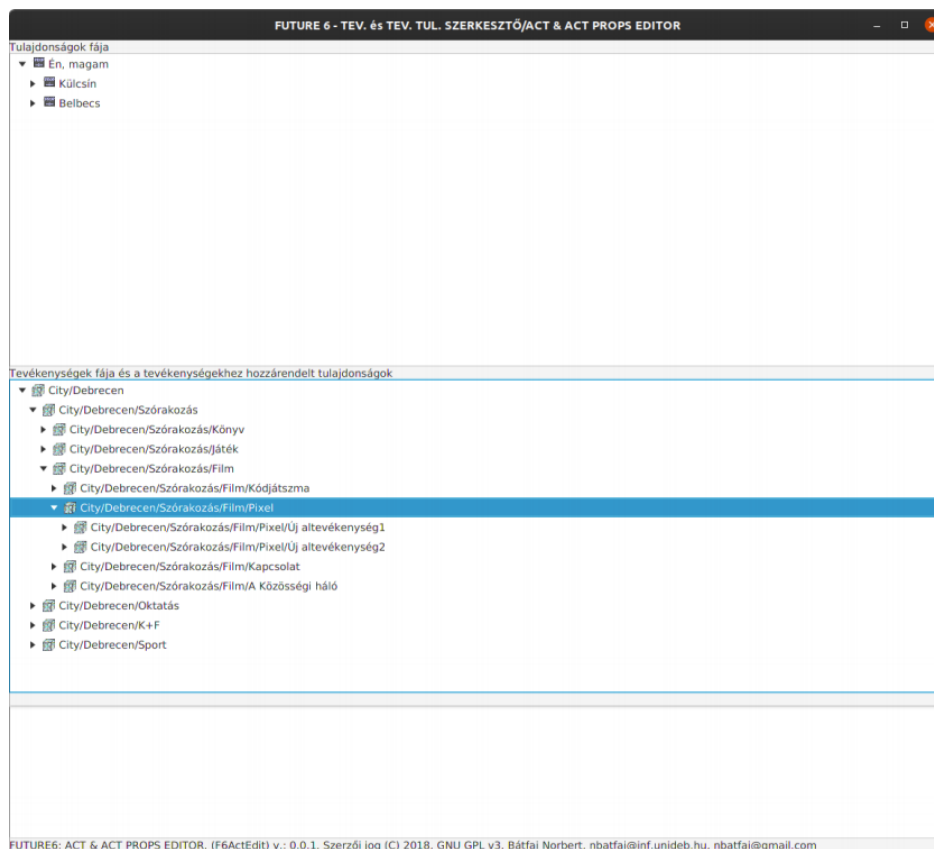 FUTURE 6 - TEV. és TEV. TUL. SZERKESZTŐ/ACT & ACT PROPS EDITOR
Tulajdonságok fája
Én, magam
Külcsín
Belbecs
Tevékenységek fája és a tevékenységekhez hozzárendelt tulajdonságok
City/Debrecen
City/Debrecen/Szórakozás
City/Debrecen/Szórakozás/Könyv
City/Debrecen/Szórakozás/Játék
City/Debrecen/Szórakozás/Film
City/Debrecen/Szórakozás/Film/Kódjátszma
City/Debrecen/Szórakozás/Film/Pixel
City/Debrecen/Szórakozás/Film/Pixel/Új altevékenység1
City/Debrecen/Szórakozás/Film/Pixel/Új altevékenység2
City/Debrecen/Szórakozás/Film/Kapcsolat
City/Debrecen/Szórakozás/Film/A Közösségi háló
City/Debrecen/Oktatás
City/Debrecen/K+F
City/Debrecen/Sport
FUTURE6: ACT & ACT PROPS EDITOR, (F6ActEdit) v.: 0.0.1, Szerzői jog (C) 2018, GNU GPL v3, Bátfai Norbert, nbatfai@inf.unideb.hu, nbatfai@gmail.com